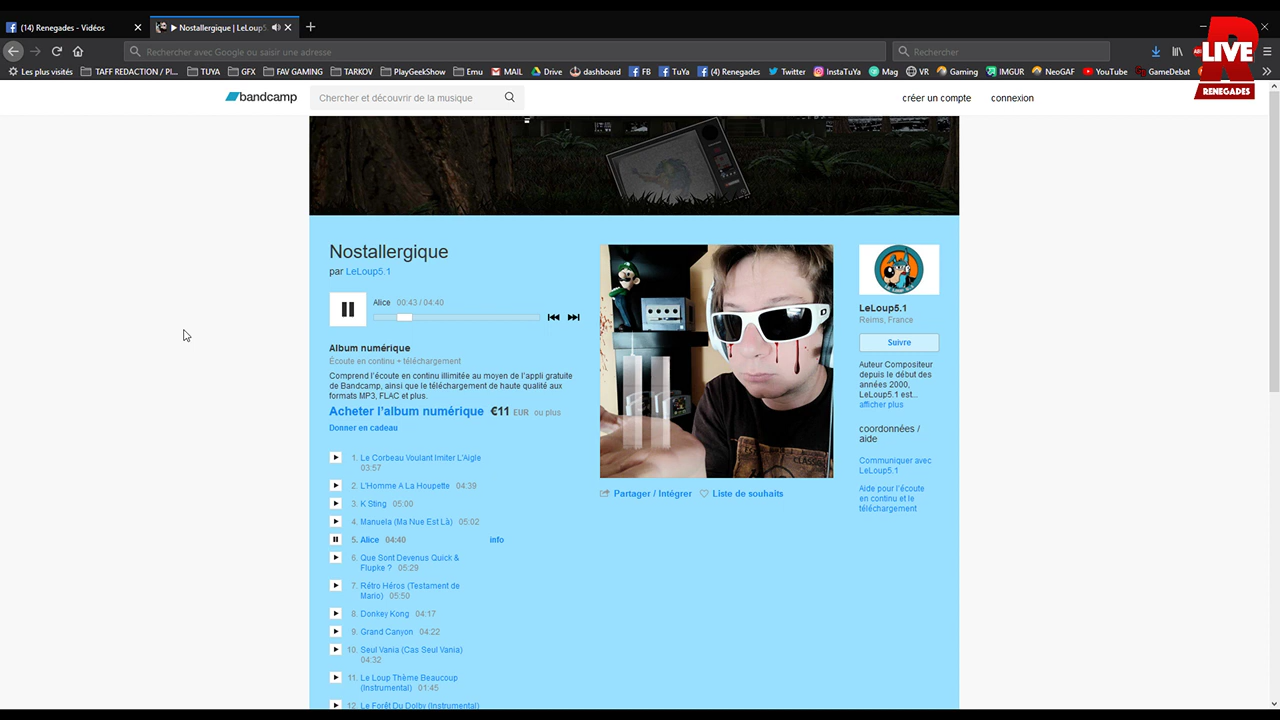 (14) Renegades - Vidéos
Nostallergique | LeLoup5
Rechercher avec Google ou saisir une adresse
Rechercher
LIVE
RENEGADES
Les plus visités
TAFF REDACTION / PI...
TUYA
GFX
FAV GAMING
TARKOV
PlayGeekShow
Emu
MAIL
Drive
dashboard
FB
TuYa
(4) Renegades
Twitter
InstaTuYa
Mag
VR
Gaming
IMGUR
NeoGAF
YouTube
GameDebat
bandcamp
Chercher et découvrir de la musique
créer un compte
connexion
Nostallergique
par LeLoup5.1
Alice 00:43 / 04:40
Album numérique
Écoute en continu + téléchargement
Comprend l'écoute en continu illimitée au moyen de l'appli gratuite
de Bandcamp, ainsi que le téléchargement de haute qualité aux
formats MP3, FLAC et plus.
Acheter l'album numérique €11 EUR ou plus
Donner en cadeau
1. Le Corbeau Voulant Imiter L'Aigle
03:57
2. L'Homme A La Houpette 04:39
3. K Sting 05:00
4. Manuela (Ma Nue Est Là) 05:02
5. Alice 04:40 info
6. Que Sont Devenus Quick &
Flupke ? 05:29
7. Rétro Héros (Testament de
Mario) 05:50
8. Donkey Kong 04:17
9. Grand Canyon 04:22
10. Seul Vania (Cas Seul Vania)
04:32
11. Le Loup Thème Beaucoup
(Instrumental) 01:45
12. Le Forêt Du Dolby (Instrumental)
Partager / Intégrer
Liste de souhaits
LeLoup5.1
Reims, France
Suivre
Auteur Compositeur
depuis le début des
années 2000,
LeLoup5.1 est...
afficher plus
coordonnées /
aide
Communiquer avec
LeLoup5.1
Aide pour l'écoute
en continu et le
téléchargement